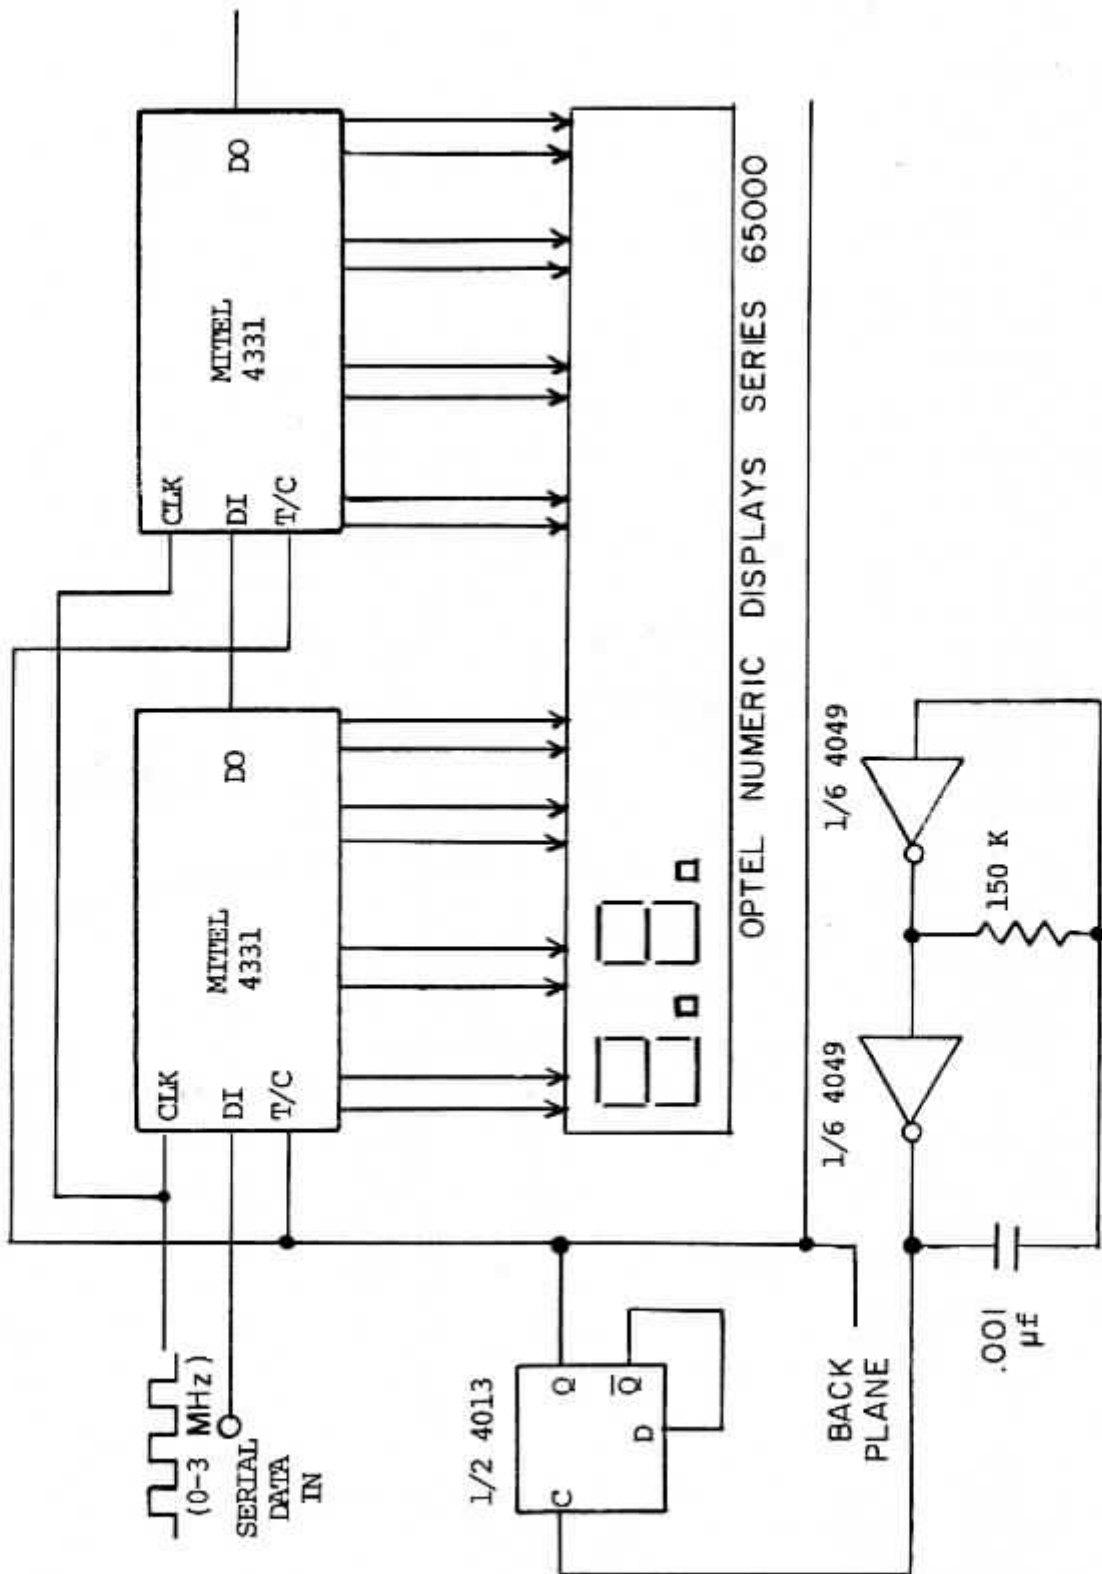 (0-3 MHz)
SERIAL
DATA
IN
CLK
DI
T/C
MITEL
4331
DO
CLK
DI
T/C
MITEL
4331
DO
OPTEL NUMERIC DISPLAYS SERIES 65000
1/2 4013
C
Q
Q̅
D
BACK
PLANE
1/6 4049
1/6 4049
150 K
.001
µf